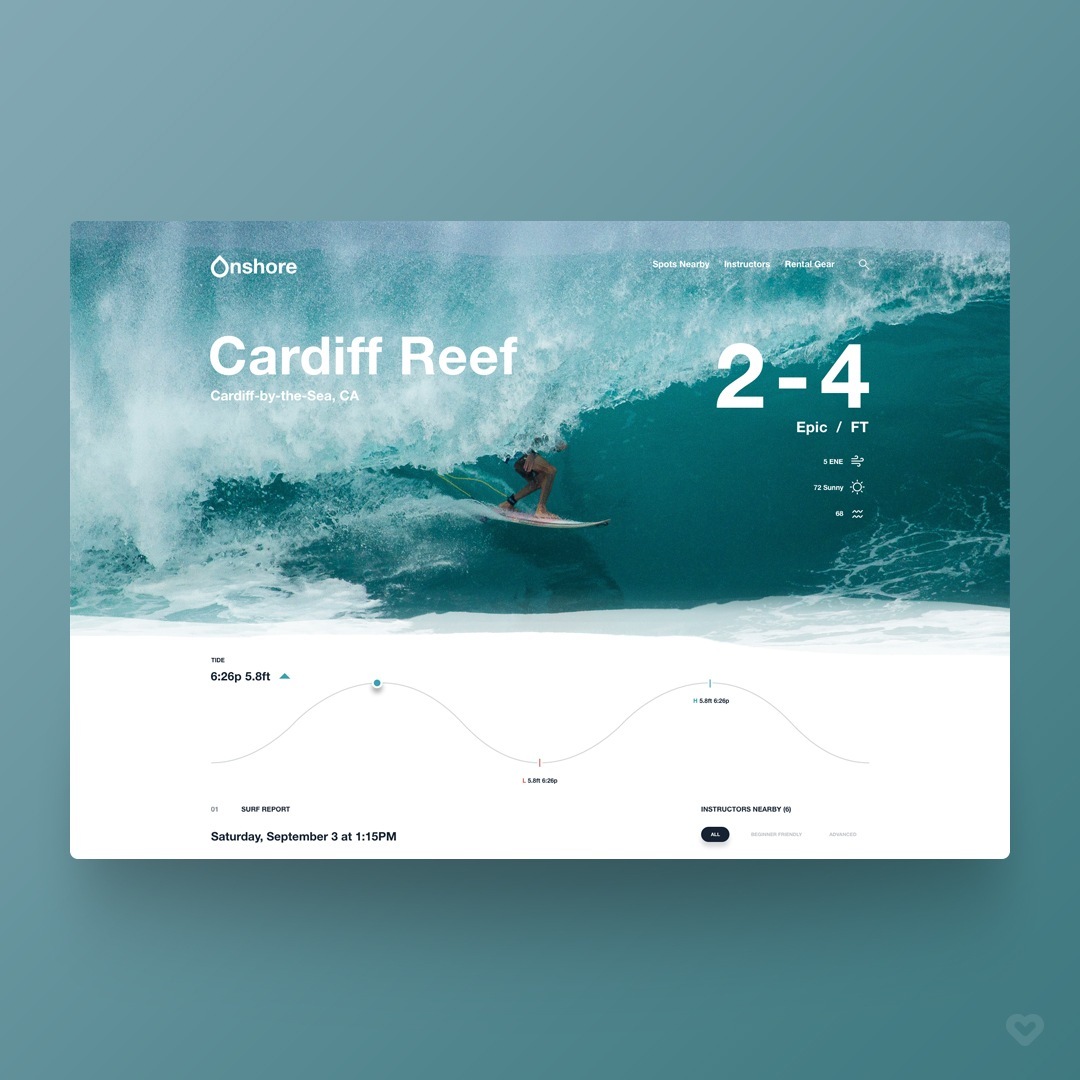 Onshore
Spots Nearby Instructors Rental Gear
Cardiff Reef
Cardiff-by-the-Sea, CA
2-4
Epic / FT
5 ENE
72 Sunny
68
TIDE
6:26p 5.8ft
H 5.8ft 6:26p
L 5.8ft 6:26p
01 SURF REPORT
Saturday, September 3 at 1:15PM
INSTRUCTORS NEARBY (6)
ALL BEGINNER FRIENDLY ADVANCED